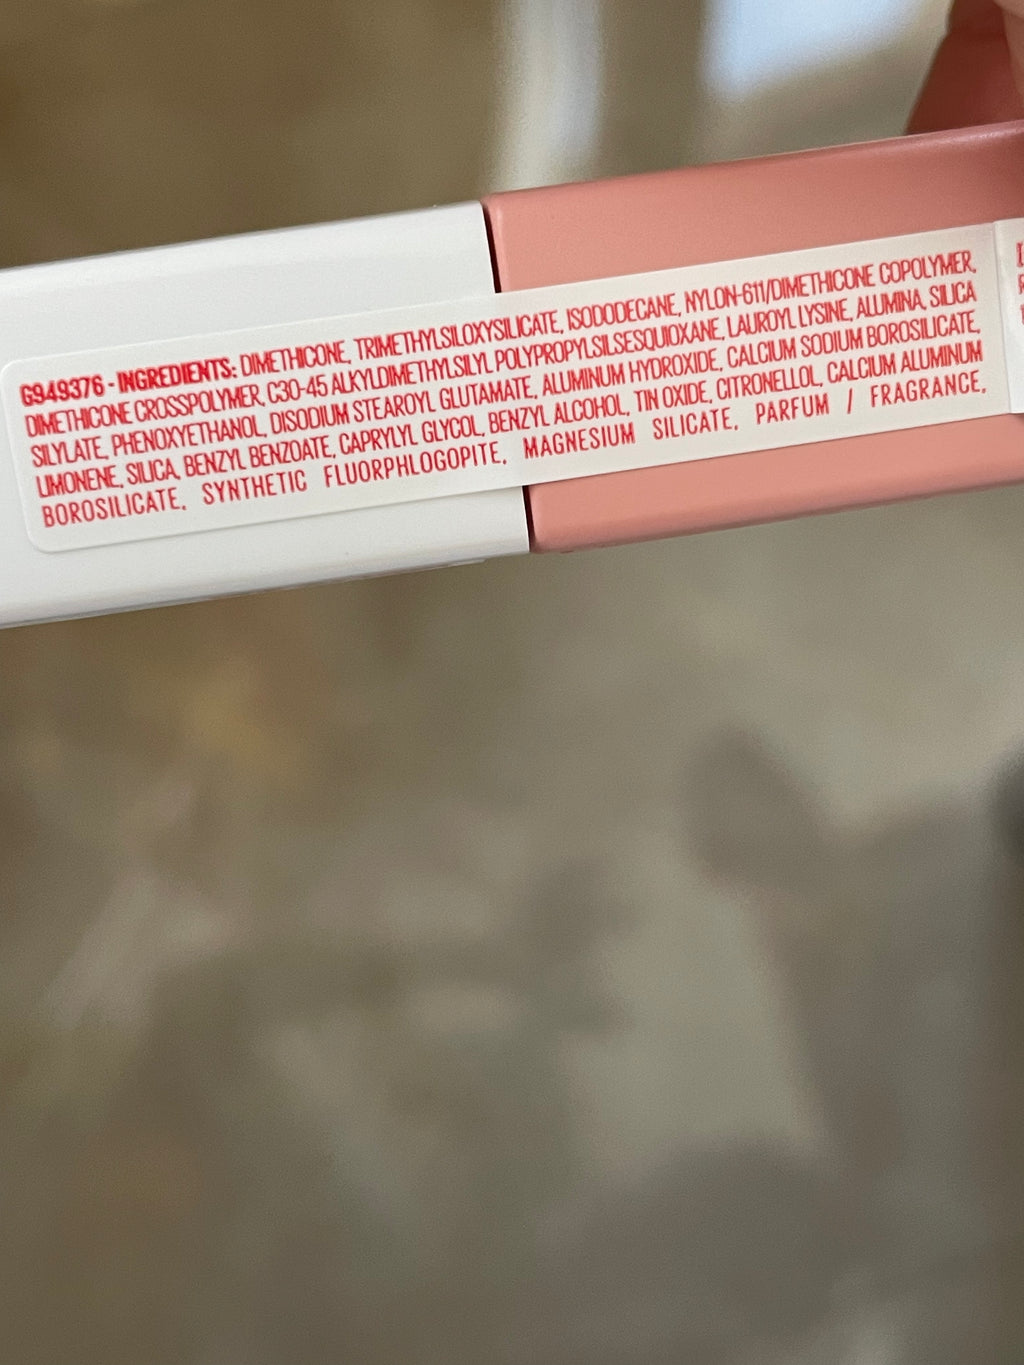 G949376 - INGREDIENTS: DIMETHICONE, TRIMETHYLSILOXYSILICATE, ISODODECANE, NYLON-611/DIMETHICONE COPOLYMER,
DIMETHICONE CROSSPOLYMER, C30-45 ALKYLDIMETHYLSILYL POLYPROPYLSILSESQUIOXANE, LAUROYL LYSINE, ALUMINA, SILICA
SILYLATE, PHENOXYETHANOL, DISODIUM STEAROYL GLUTAMATE, ALUMINUM HYDROXIDE, CALCIUM SODIUM BOROSILICATE,
LIMONENE, SILICA, BENZYL BENZOATE, CAPRYLYL GLYCOL, BENZYL ALCOHOL, TIN OXIDE, CITRONELLOL, CALCIUM ALUMINUM
BOROSILICATE, SYNTHETIC FLUORPHLOGOPITE, MAGNESIUM SILICATE, PARFUM / FRAGRANCE,